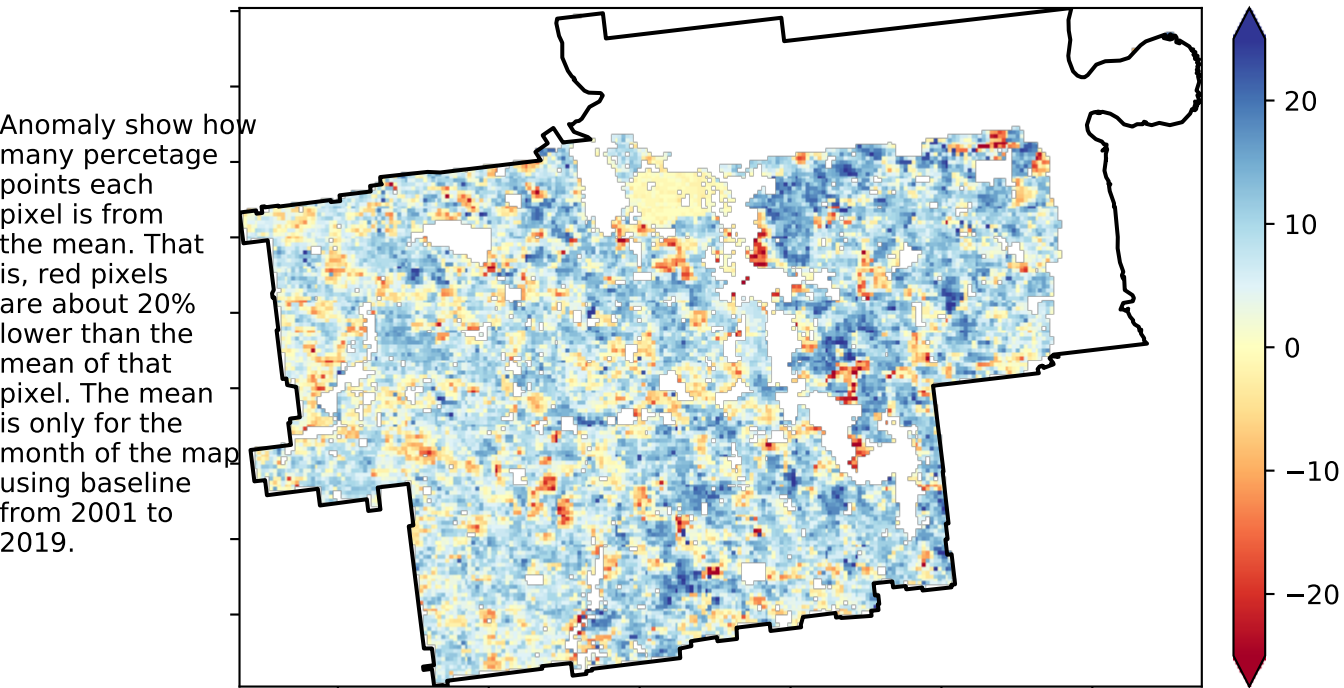 Anomaly show how
many percetage
points each
pixel is from
the mean. That
is, red pixels
are about 20%
lower than the
mean of that
pixel. The mean
is only for the
month of the map
using baseline
from 2001 to
2019.
20
10
0
−10
−20